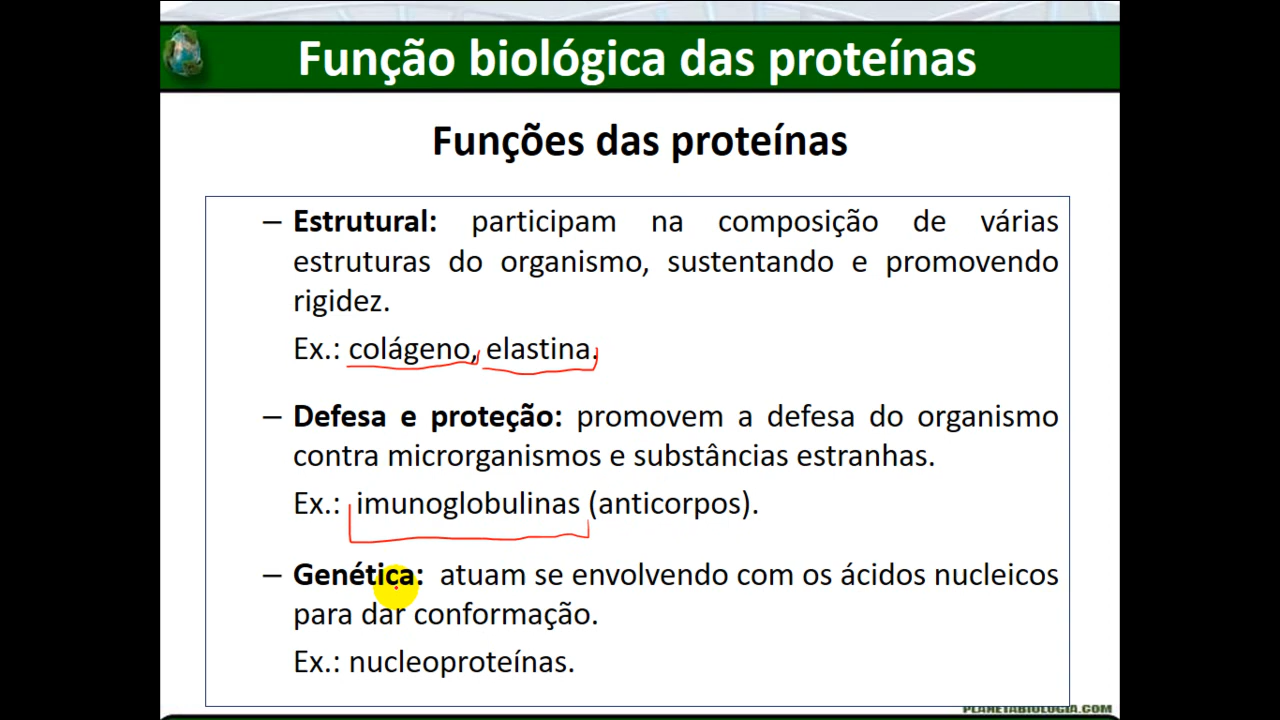 Função biológica das proteínas
Funções das proteínas
– Estrutural: participam na composição de várias
estruturas do organismo, sustentando e promovendo
rigidez.
Ex.: colágeno, elastina.
– Defesa e proteção: promovem a defesa do organismo
contra microrganismos e substâncias estranhas.
Ex.: imunoglobulinas (anticorpos).
– Genética: atuam se envolvendo com os ácidos nucleicos
para dar conformação.
Ex.: nucleoproteínas.
PLANETABIOLOGIA.COM